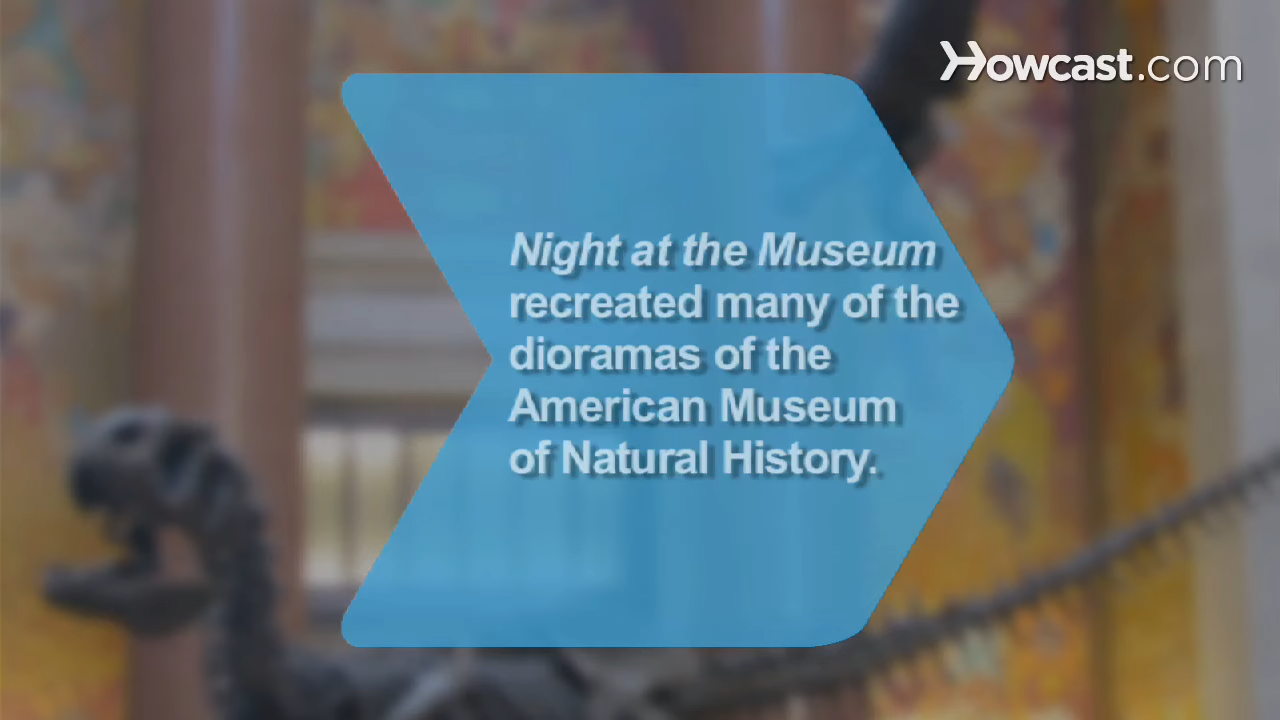 Howcast.com
Night at the Museum
recreated many of the
dioramas of the
American Museum
of Natural History.